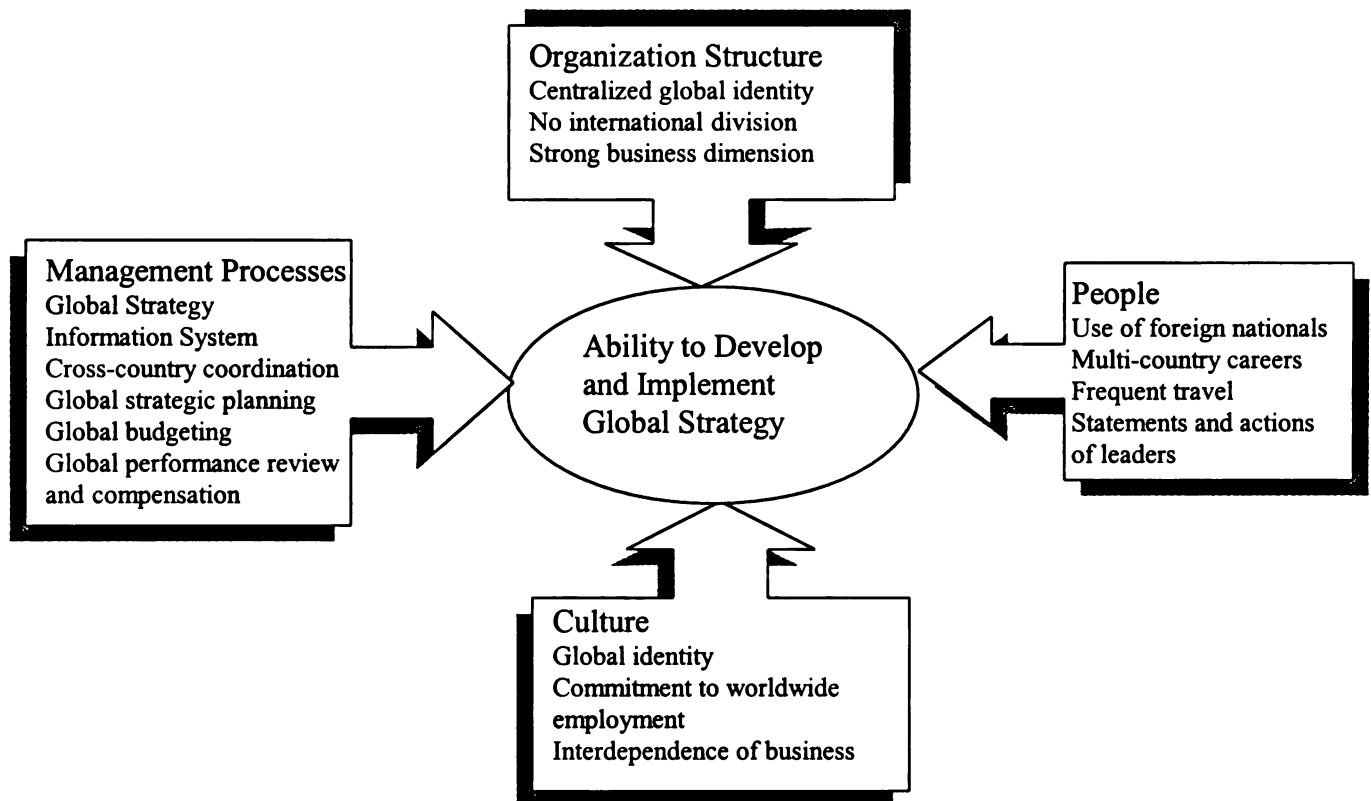 Organization Structure
Centralized global identity
No international division
Strong business dimension
Management Processes
Global Strategy
Information System
Cross-country coordination
Global strategic planning
Global budgeting
Global performance review
and compensation
Ability to Develop
and Implement
Global Strategy
People
Use of foreign nationals
Multi-country careers
Frequent travel
Statements and actions
of leaders
Culture
Global identity
Commitment to worldwide
employment
Interdependence of business